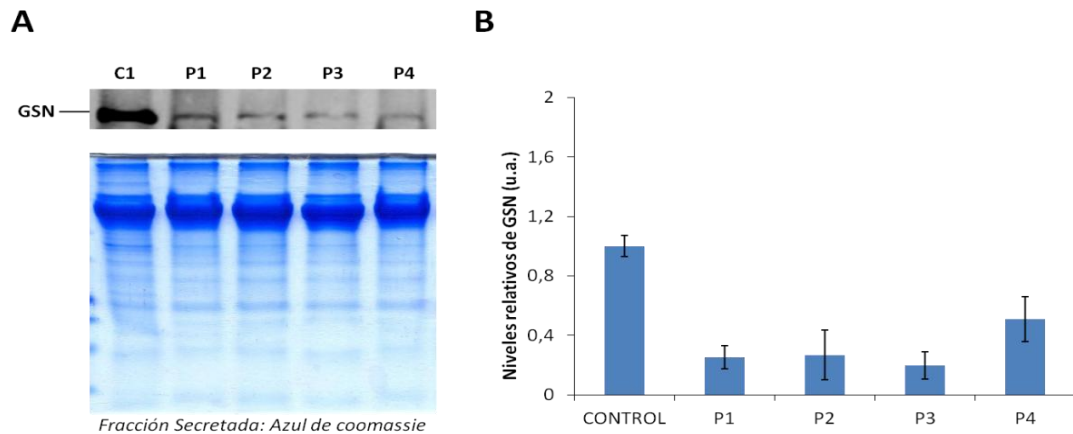 A
C1 P1 P2 P3 P4
GSN
Fracción Secretada: Azul de coomassie
B
Niveles relativos de GSN (u.a.)
2
1,6
1,2
0,8
0,4
0
CONTROL P1 P2 P3 P4